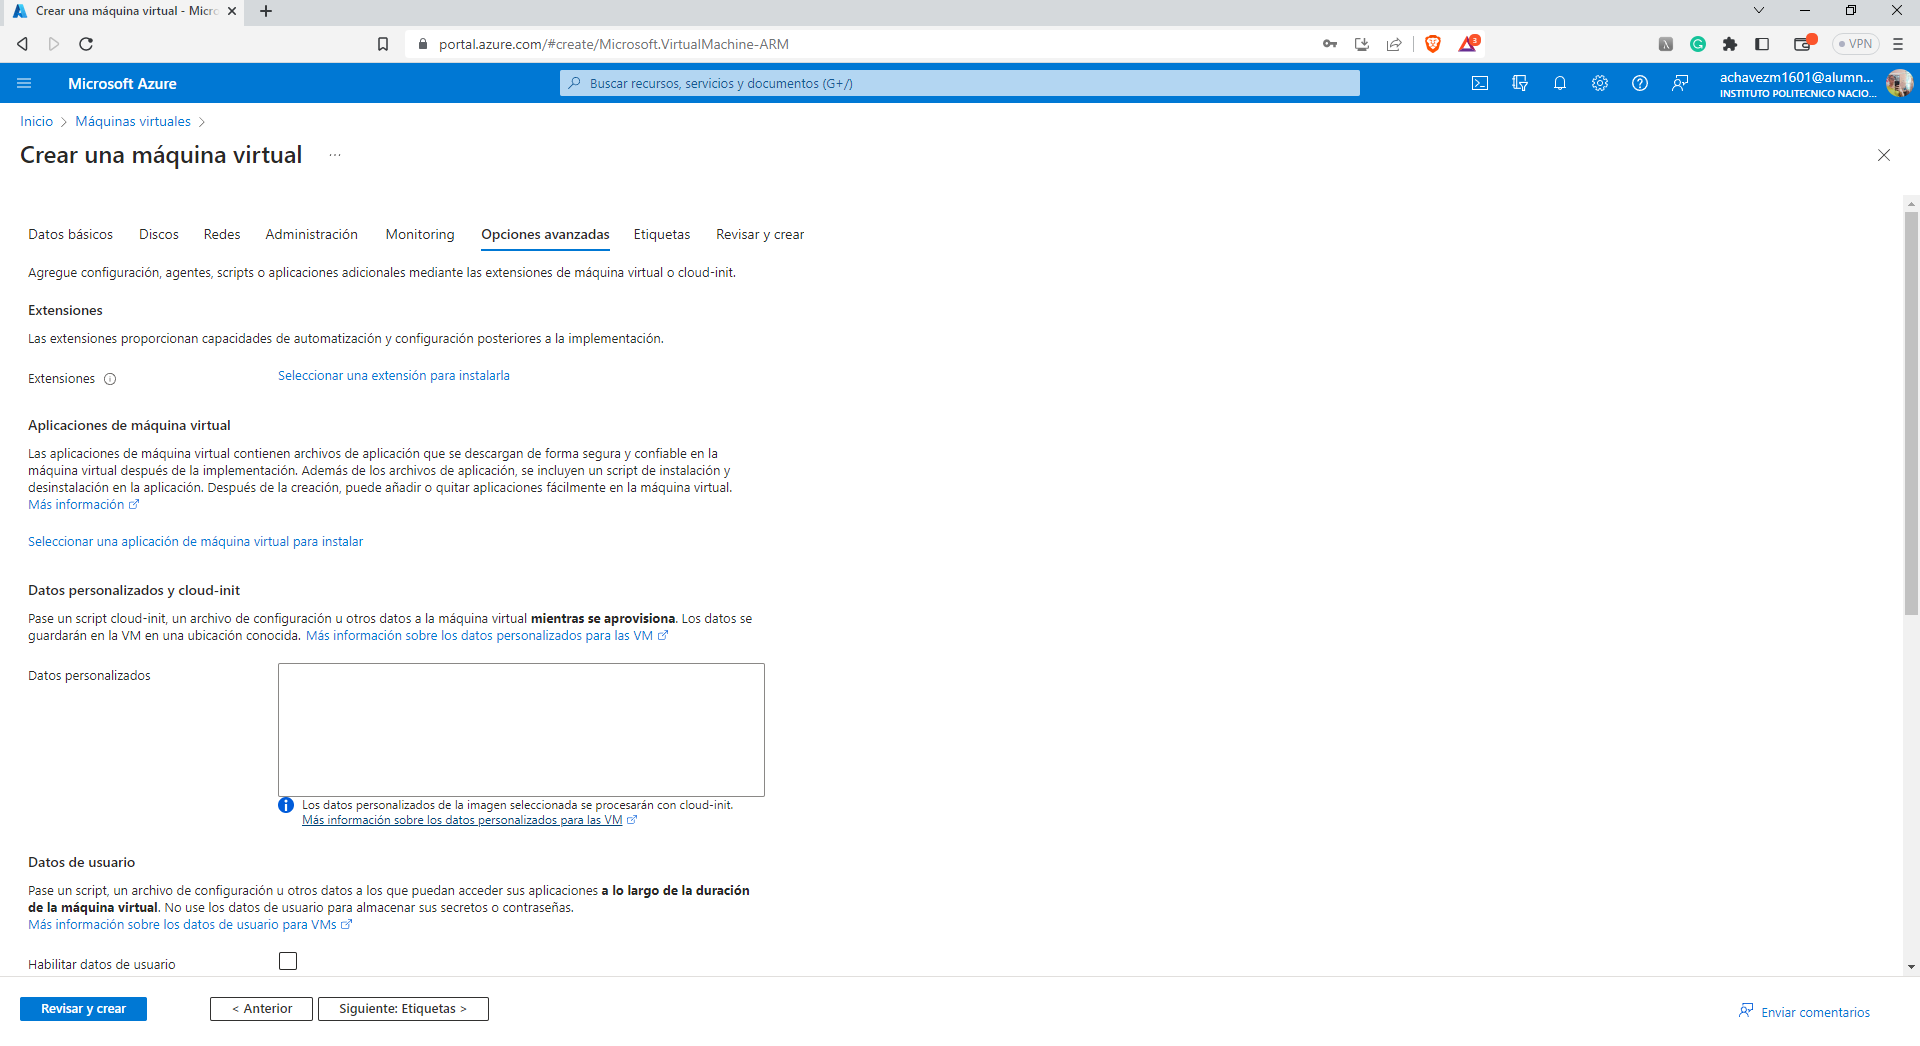 Crear una máquina virtual - Micro
portal.azure.com/#create/Microsoft.VirtualMachine-ARM
3
VPN
Microsoft Azure
Buscar recursos, servicios y documentos (G+/)
achavezm1601@alumn...
INSTITUTO POLITECNICO NACIO...
Inicio > Máquinas virtuales >
Crear una máquina virtual ...
Datos básicos Discos Redes Administración Monitoring Opciones avanzadas Etiquetas Revisar y crear
Agregue configuración, agentes, scripts o aplicaciones adicionales mediante las extensiones de máquina virtual o cloud-init.
Extensiones
Las extensiones proporcionan capacidades de automatización y configuración posteriores a la implementación.
Extensiones
Seleccionar una extensión para instalarla
Aplicaciones de máquina virtual
Las aplicaciones de máquina virtual contienen archivos de aplicación que se descargan de forma segura y confiable en la
máquina virtual después de la implementación. Además de los archivos de aplicación, se incluyen un script de instalación y
desinstalación en la aplicación. Después de la creación, puede añadir o quitar aplicaciones fácilmente en la máquina virtual.
Más información
Seleccionar una aplicación de máquina virtual para instalar
Datos personalizados y cloud-init
Pase un script cloud-init, un archivo de configuración u otros datos a la máquina virtual mientras se aprovisiona. Los datos se
guardarán en la VM en una ubicación conocida. Más información sobre los datos personalizados para las VM
Datos personalizados
Los datos personalizados de la imagen seleccionada se procesarán con cloud-init.
Más información sobre los datos personalizados para las VM
Datos de usuario
Pase un script, un archivo de configuración u otros datos a los que puedan acceder sus aplicaciones a lo largo de la duración
de la máquina virtual. No use los datos de usuario para almacenar sus secretos o contraseñas.
Más información sobre los datos de usuario para VMs
Habilitar datos de usuario
Revisar y crear
< Anterior
Siguiente: Etiquetas >
Enviar comentarios